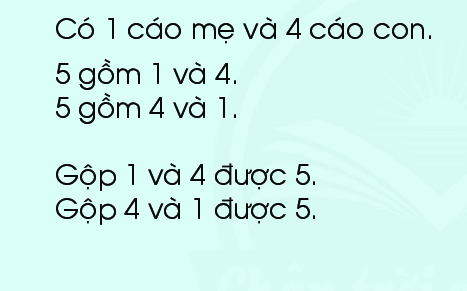 Có 1 cáo mẹ và 4 cáo con.
5 gồm 1 và 4.
5 gồm 4 và 1.
Gộp 1 và 4 được 5.
Gộp 4 và 1 được 5.